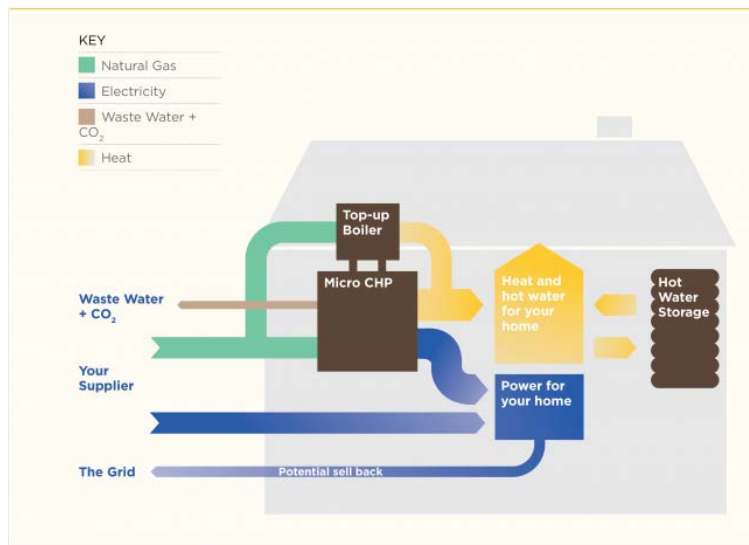 KEY
Natural Gas
Electricity
Waste Water +
CO₂
Heat
Top-up
Boiler
Micro CHP
Waste Water
+ CO₂
Your
Supplier
Heat and
hot water
for your
home
Hot
Water
Storage
Power for
your home
The Grid
Potential sell back